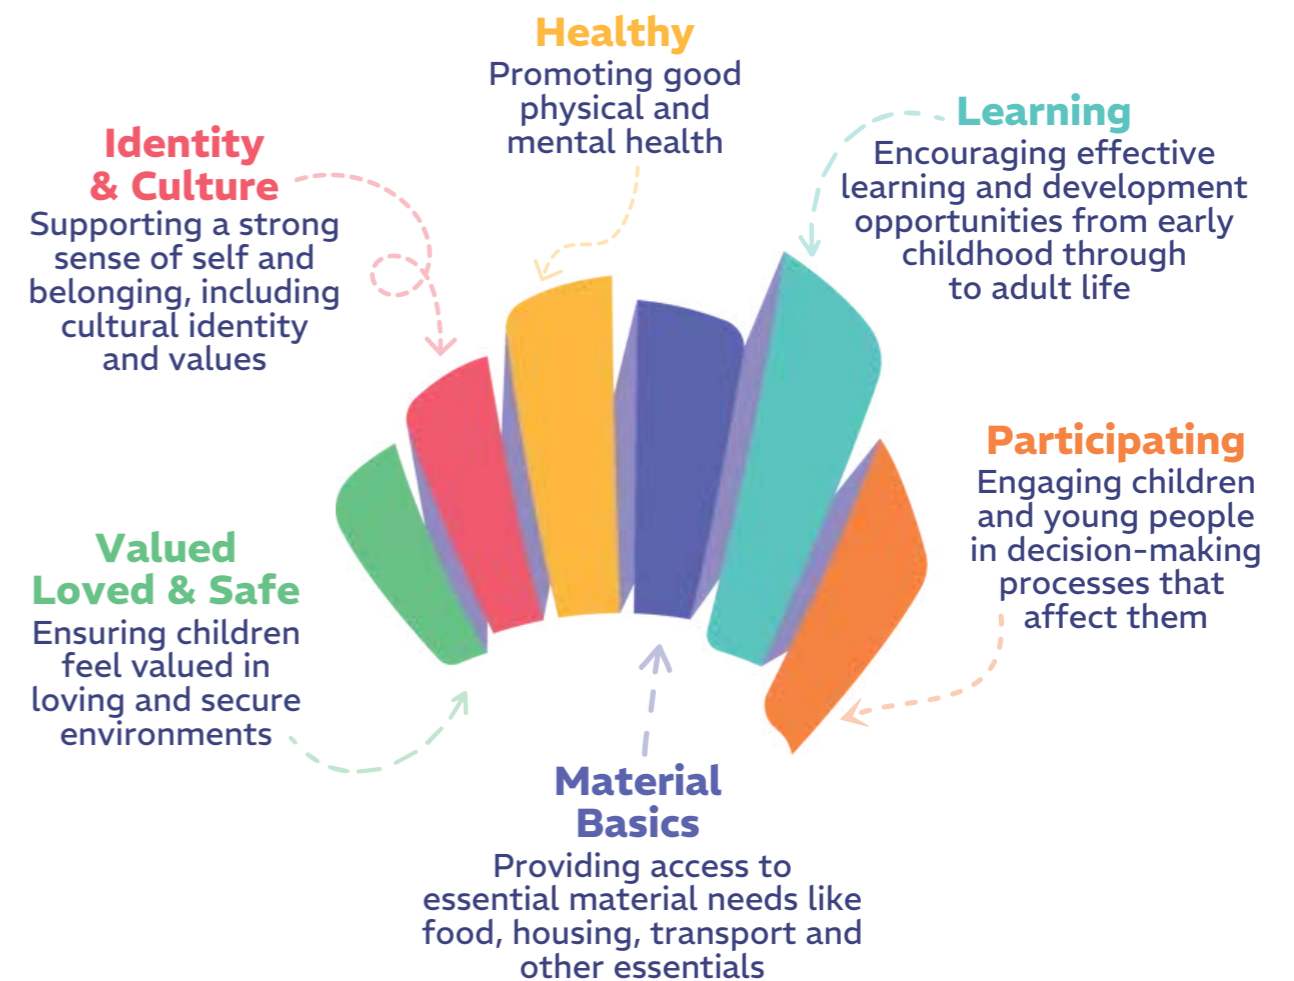 Healthy
Promoting good
physical and
mental health
Learning
Encouraging effective
learning and development
opportunities from early
childhood through
to adult life
Identity
& Culture
Supporting a strong
sense of self and
belonging, including
cultural identity
and values
Participating
Engaging children
and young people
in decision-making
processes that
affect them
Valued
Loved & Safe
Ensuring children
feel valued in
loving and secure
environments
Material
Basics
Providing access to
essential material needs like
food, housing, transport and
other essentials